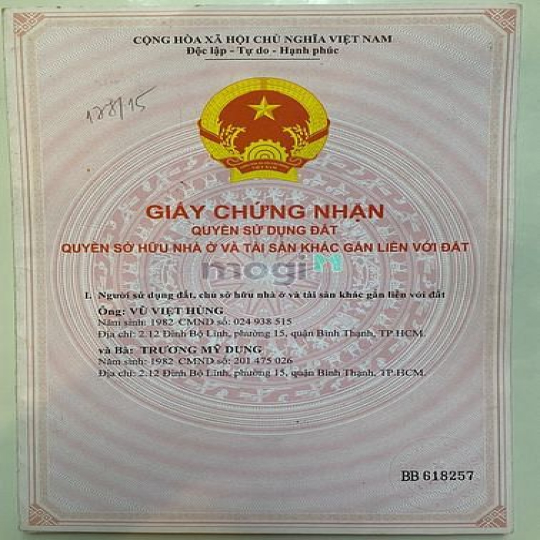 CỘNG HÒA XÃ HỘI CHỦ NGHĨA VIỆT NAM
Độc lập - Tự do - Hạnh phúc
128/15
VIỆT NAM
GIẤY CHỨNG NHẬN
QUYỀN SỬ DỤNG ĐẤT
QUYỀN SỞ HỮU NHÀ Ở VÀ TÀI SẢN KHÁC GẮN LIỀN VỚI ĐẤT
mogi
I. Người sử dụng đất, chủ sở hữu nhà ở và tài sản khác gắn liền với đất
Ông: VŨ VIỆT HÙNG
Năm sinh: 1982 CMND số: 024 938 515
Địa chỉ: 2.12 Đinh Bộ Lĩnh, phường 15, quận Bình Thạnh, TP.HCM.
và Bà: TRƯƠNG MỸ DUNG
Năm sinh: 1982 CMND số: 201 475 026
Địa chỉ: 2.12 Đinh Bộ Lĩnh, phường 15, quận Bình Thạnh, TP.HCM.
BB 618257